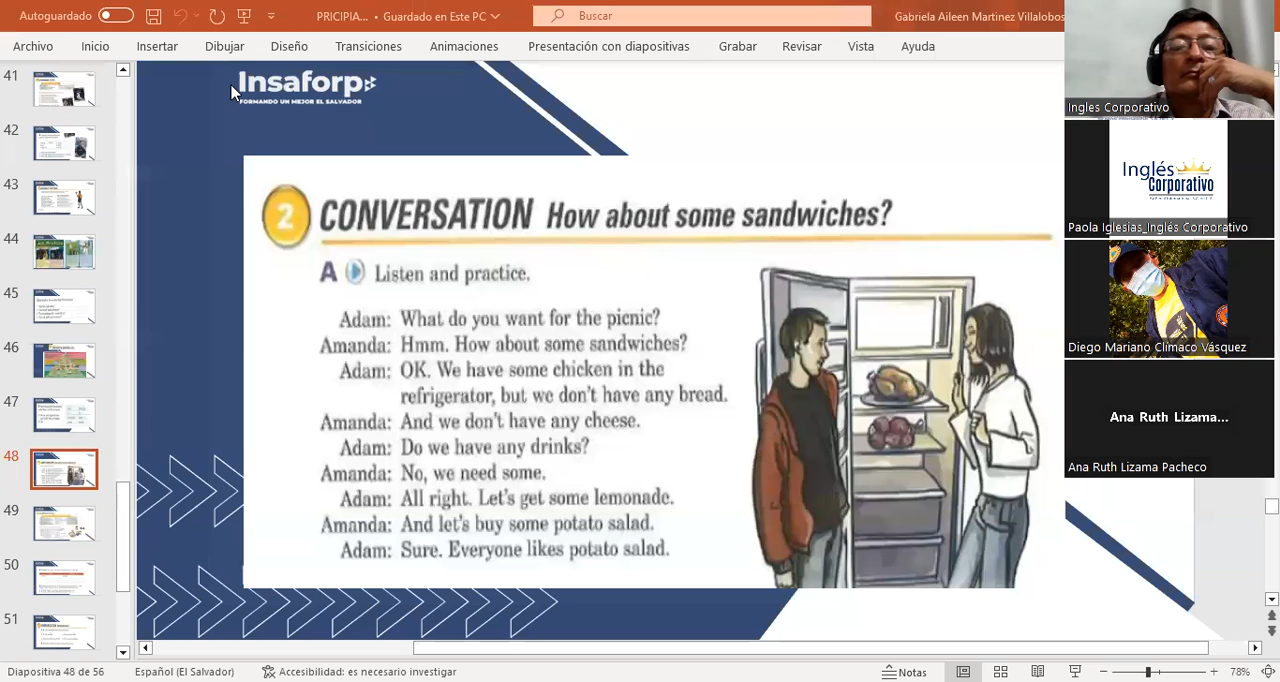 Autoguardado
PRICIPIA... • Guardado en Este PC
Buscar
Gabriela Aileen Martinez Villalobos
Archivo Inicio Insertar Dibujar Diseño Transiciones Animaciones Presentación con diapositivas Grabar Revisar Vista Ayuda
41
42
43
44
45
46
47
48
49
50
51
Insaforp
FORMANDO UN MEJOR EL SALVADOR
2 CONVERSATION How about some sandwiches?
A Listen and practice.
Adam: What do you want for the picnic?
Amanda: Hmm. How about some sandwiches?
Adam: OK. We have some chicken in the
refrigerator, but we don't have any bread.
Amanda: And we don't have any cheese.
Adam: Do we have any drinks?
Amanda: No, we need some.
Adam: All right. Let's get some lemonade.
Amanda: And let's buy some potato salad.
Adam: Sure. Everyone likes potato salad.
Ingles Corporativo
Inglés
Corporativo
Paola Iglesias_Inglés Corporativo
Diego Mariano Clímaco Vásquez
Ana Ruth Lizama...
Ana Ruth Lizama Pacheco
Diapositiva 48 de 56
Español (El Salvador)
Accesibilidad: es necesario investigar
Notas
78%